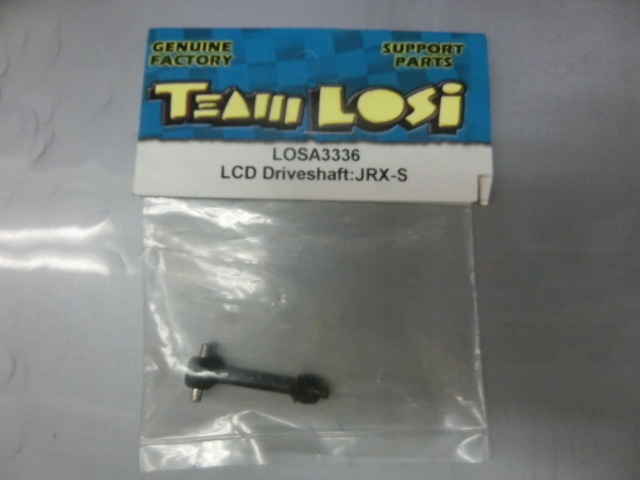 GENUINE FACTORY
SUPPORT PARTS
TEAM LOSI
LOSA3336
LCD Driveshaft:JRX-S